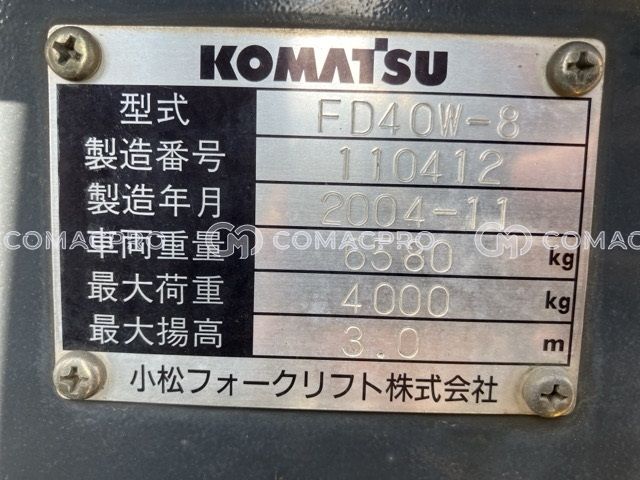 KOMATSU
型式 FD40W-8
製造番号 110412
製造年月 2004-11
車両重量 6580 kg
最大荷重 4000 kg
最大揚高 3.0 m
小松フォークリフト株式会社
COMACPRO COMACPRO COMACPRO